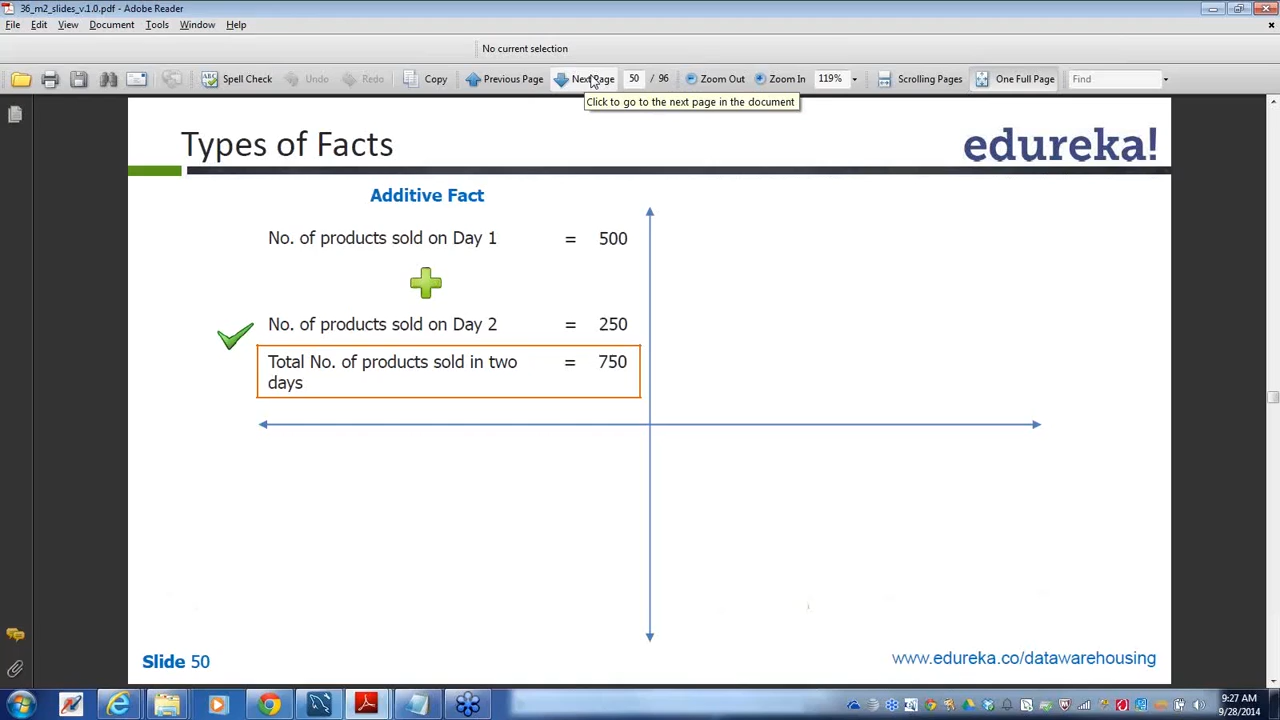 36_m2_slides_v.1.0.pdf - Adobe Reader
File Edit View Document Tools Window Help
No current selection
Spell Check Undo Redo Copy Previous Page Next Page 50 / 96 Zoom Out Zoom In 119% Scrolling Pages One Full Page Find
Click to go to the next page in the document
Types of Facts
edureka!
Additive Fact
No. of products sold on Day 1 = 500
No. of products sold on Day 2 = 250
Total No. of products sold in two = 750
days
Slide 50
www.edureka.co/datawarehousing
9:27 AM
9/28/2014